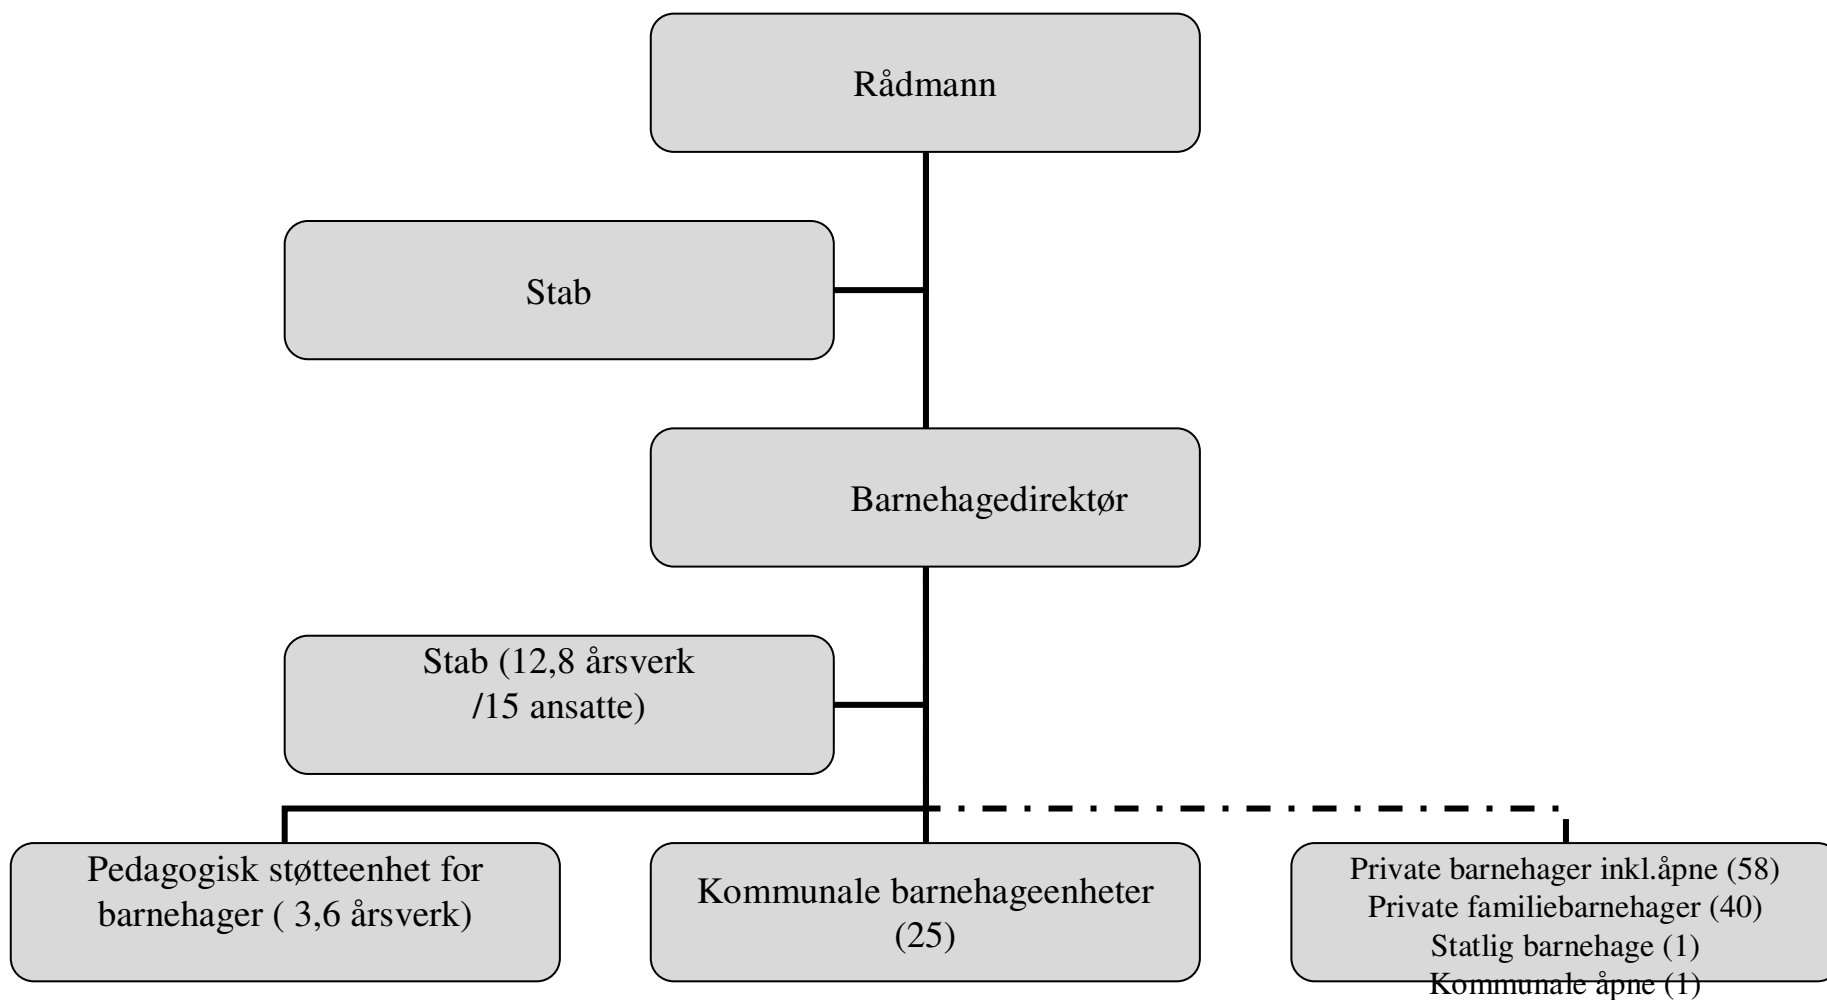 Rådmann
Stab
Barnehagedirektør
Stab (12,8 årsverk
/15 ansatte)
Pedagogisk støtteenhet for
barnehager ( 3,6 årsverk)
Kommunale barnehageenheter
(25)
Private barnehager inkl.åpne (58)
Private familiebarnehager (40)
Statlig barnehage (1)
Kommunale åpne (1)